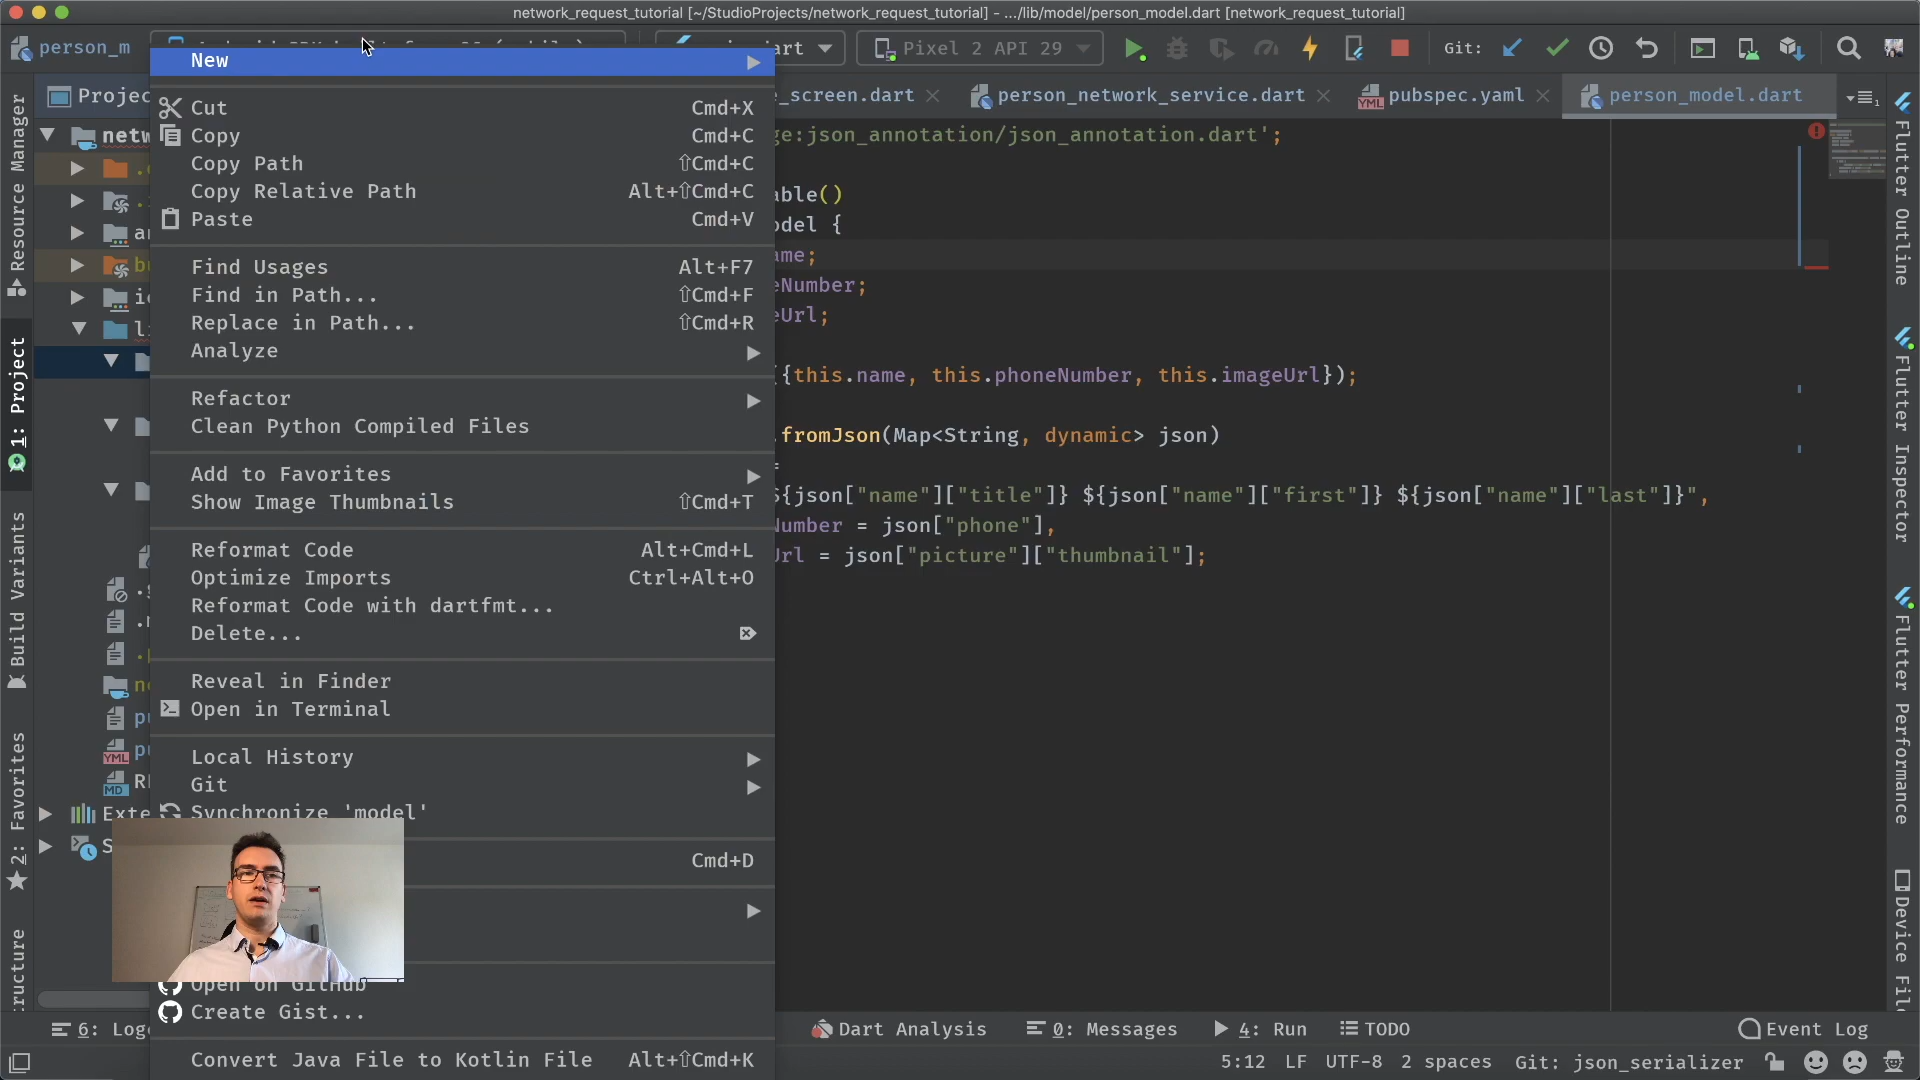 network_request_tutorial [~/StudioProjects/network_request_tutorial] - .../lib/model/person_model.dart [network_request_tutorial]
person_m
Pixel 2 API 29
Git:
New
Cut Cmd+X
Copy Cmd+C
Copy Path ⇧Cmd+C
Copy Relative Path Alt+⇧Cmd+C
Paste Cmd+V
Find Usages Alt+F7
Find in Path... ⇧Cmd+F
Replace in Path... ⇧Cmd+R
Analyze
Refactor
Clean Python Compiled Files
Add to Favorites
Show Image Thumbnails ⇧Cmd+T
Reformat Code Alt+Cmd+L
Optimize Imports Ctrl+Alt+O
Reformat Code with dartfmt...
Delete...
Reveal in Finder
Open in Terminal
Local History
Git
Synchronize 'model'
Cmd+D
Open on GitHub
Create Gist...
Convert Java File to Kotlin File Alt+⇧Cmd+K
Projec
netw
Exte
_screen.dart
person_network_service.dart
pubspec.yaml
person_model.dart
ge:json_annotation/json_annotation.dart';
able()
odel {
ame;
eNumber;
eUrl;
({this.name, this.phoneNumber, this.imageUrl});
.fromJson(Map<String, dynamic> json)
=
${json["name"]["title"]} ${json["name"]["first"]} ${json["name"]["last"]}",
Number = json["phone"],
Url = json["picture"]["thumbnail"];
Resource Manager
1: Project
Build Variants
2: Favorites
ructure
Flutter Outline
Flutter Inspector
Flutter Performance
Device Fil
6: Logc
Dart Analysis
0: Messages
4: Run
TODO
Event Log
5:12 LF UTF-8 2 spaces Git: json_serializer